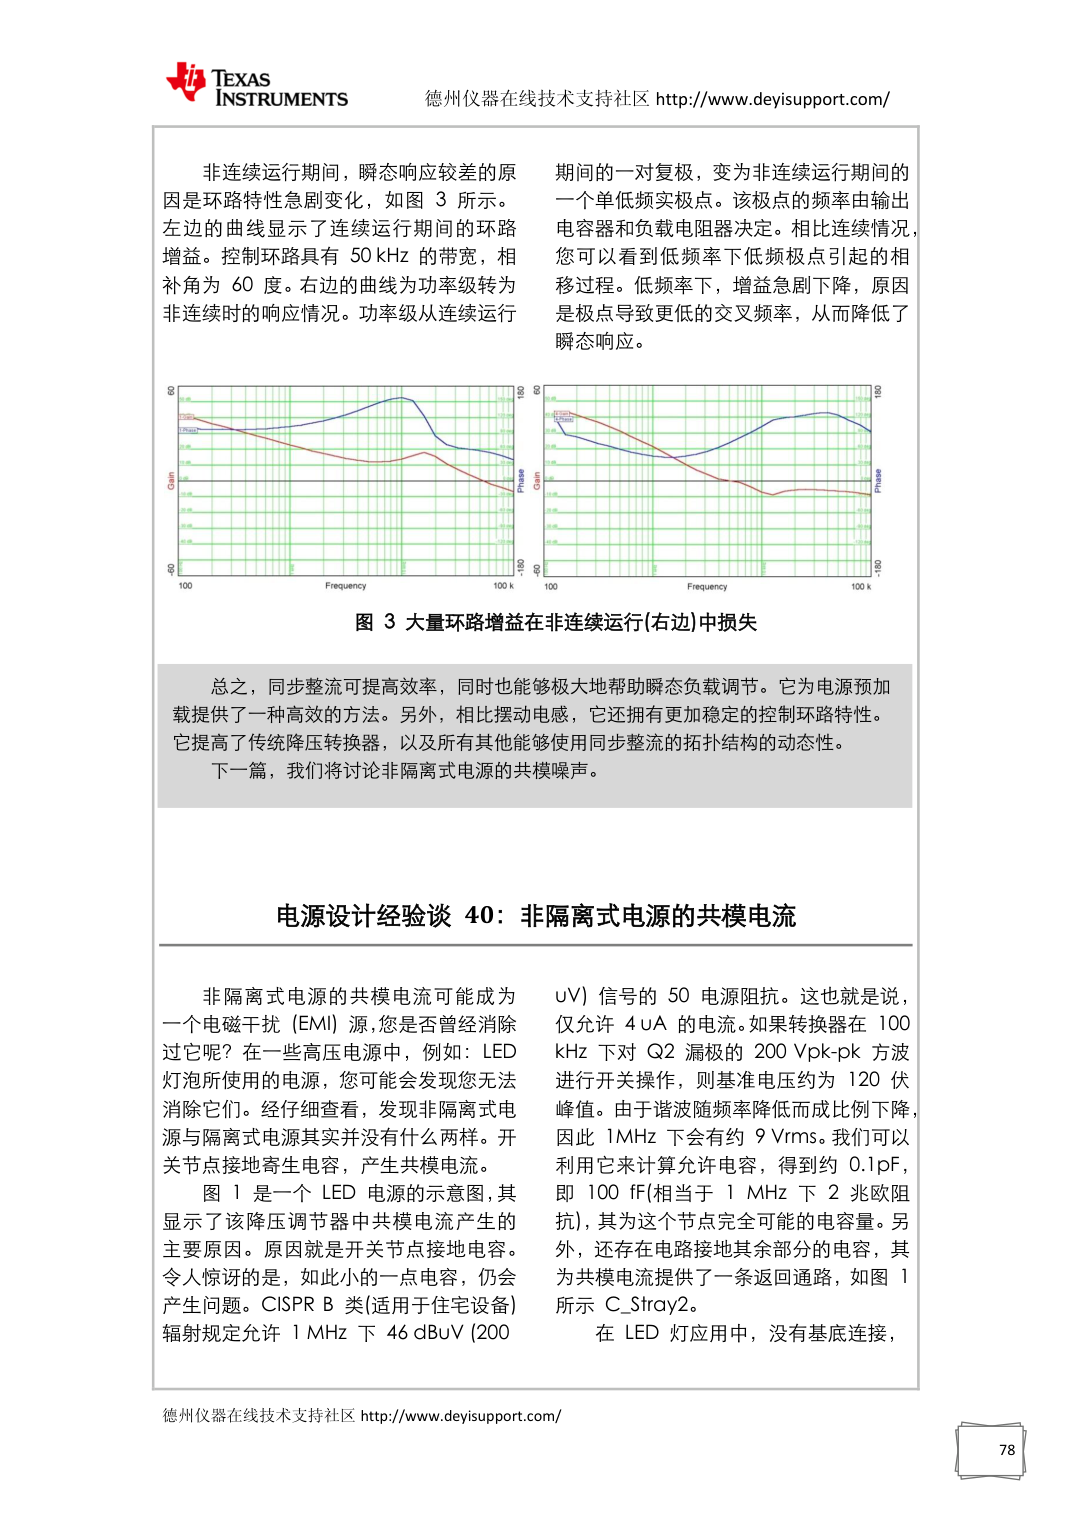 TEXAS
INSTRUMENTS
德州仪器在线技术支持社区 http://www.deyisupport.com/
非连续运行期间，瞬态响应较差的原
因是环路特性急剧变化，如图 3 所示。
左边的曲线显示了连续运行期间的环路
增益。控制环路具有 50 kHz 的带宽，相
补角为 60 度。右边的曲线为功率级转为
非连续时的响应情况。功率级从连续运行
期间的一对复极，变为非连续运行期间的
一个单低频实极点。该极点的频率由输出
电容器和负载电阻器决定。相比连续情况，
您可以看到低频率下低频极点引起的相
移过程。低频率下，增益急剧下降，原因
是极点导致更低的交叉频率，从而降低了
瞬态响应。
60
Gain
-60
180
Phase
-180
100
Frequency
100 k
60
Gain
-60
180
Phase
-180
100
Frequency
100 k
图 3 大量环路增益在非连续运行(右边)中损失
总之，同步整流可提高效率，同时也能够极大地帮助瞬态负载调节。它为电源预加
载提供了一种高效的方法。另外，相比摆动电感，它还拥有更加稳定的控制环路特性。
它提高了传统降压转换器，以及所有其他能够使用同步整流的拓扑结构的动态性。
下一篇，我们将讨论非隔离式电源的共模噪声。
电源设计经验谈 40：非隔离式电源的共模电流
非隔离式电源的共模电流可能成为
一个电磁干扰 (EMI) 源，您是否曾经消除
过它呢？在一些高压电源中，例如：LED
灯泡所使用的电源，您可能会发现您无法
消除它们。经仔细查看，发现非隔离式电
源与隔离式电源其实并没有什么两样。开
关节点接地寄生电容，产生共模电流。
图 1 是一个 LED 电源的示意图，其
显示了该降压调节器中共模电流产生的
主要原因。原因就是开关节点接地电容。
令人惊讶的是，如此小的一点电容，仍会
产生问题。CISPR B 类(适用于住宅设备)
辐射规定允许 1 MHz 下 46 dBuV (200
uV) 信号的 50 电源阻抗。这也就是说，
仅允许 4 uA 的电流。如果转换器在 100
kHz 下对 Q2 漏极的 200 Vpk-pk 方波
进行开关操作，则基准电压约为 120 伏
峰值。由于谐波随频率降低而成比例下降，
因此 1MHz 下会有约 9 Vrms。我们可以
利用它来计算允许电容，得到约 0.1pF，
即 100 fF(相当于 1 MHz 下 2 兆欧阻
抗)，其为这个节点完全可能的电容量。另
外，还存在电路接地其余部分的电容，其
为共模电流提供了一条返回通路，如图 1
所示 C_Stray2。
在 LED 灯应用中，没有基底连接，
德州仪器在线技术支持社区 http://www.deyisupport.com/
78